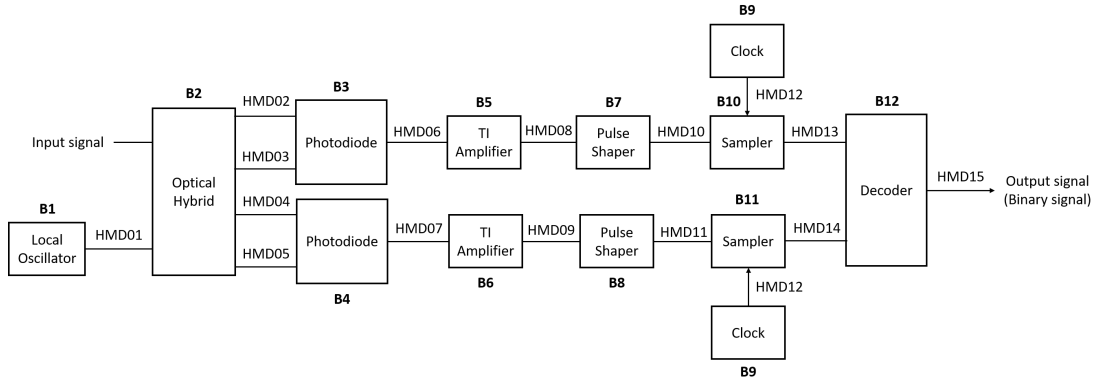 B9
Clock
HMD12
B2
B3
B5
B7
B10
B12
HMD02
HMD06
HMD08
HMD10
HMD13
Input signal
Photodiode
TI
Amplifier
Pulse
Shaper
Sampler
HMD03
Optical
Hybrid
Decoder
HMD15
Output signal
(Binary signal)
B1
HMD04
B11
Local
Oscillator
HMD01
HMD07
HMD09
HMD11
HMD14
Photodiode
TI
Amplifier
Pulse
Shaper
Sampler
HMD05
B4
B6
B8
HMD12
Clock
B9